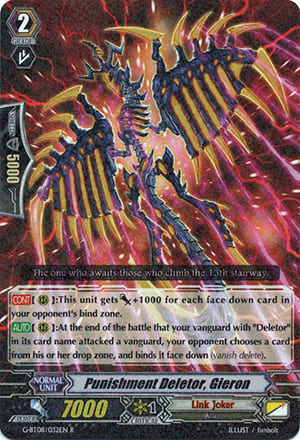 2
GRADE
5000
The one who awaits those who climb the 13th stairway.
CONT [ ]:This unit gets +1000 for each face down card in
your opponent's bind zone.
AUTO [ ]:At the end of the battle that your vanguard with "Deletor"
in its card name attacked a vanguard, your opponent chooses a card
from his or her drop zone, and binds it face down (vanish delete).
NORMAL
UNIT
Punishment Deletor, Gieron
POWER
7000
1
CRITICAL
Link Joker
G-BT08/032EN R
ILLUST / funbolt